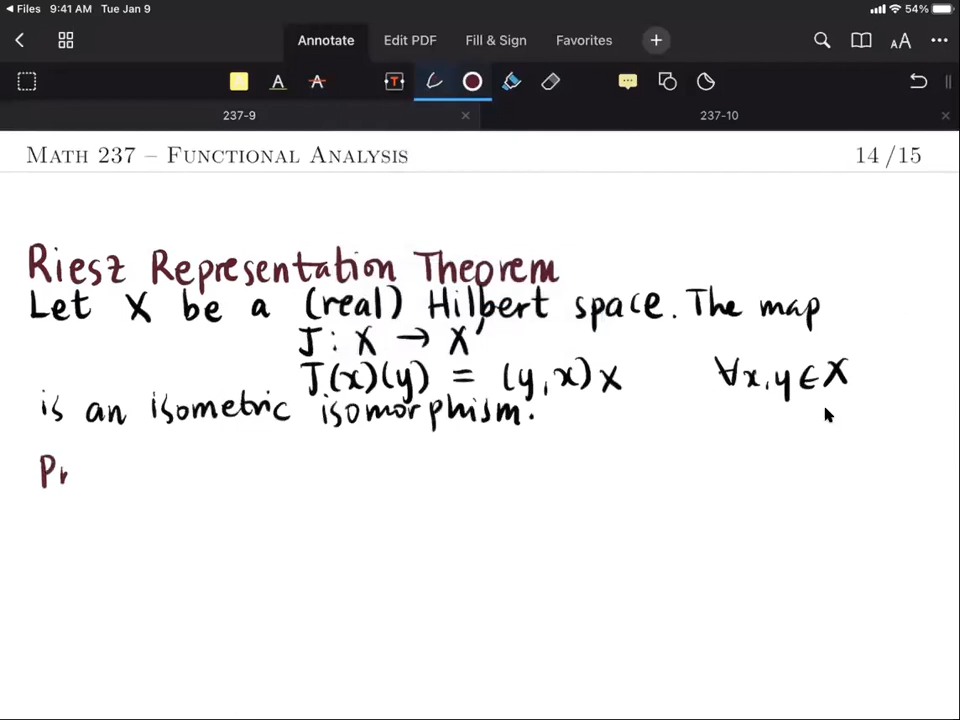 Files 9:41 AM Tue Jan 9 54%
Annotate Edit PDF Fill & Sign Favorites
237-9 237-10
MATH 237 – FUNCTIONAL ANALYSIS 14/15
Riesz Representation Theorem
Let X be a (real) Hilbert space. The map
J : X → X'
J(x)(y) = (y,x)x ∀x,y ∈ X
is an isometric isomorphism.
Pr